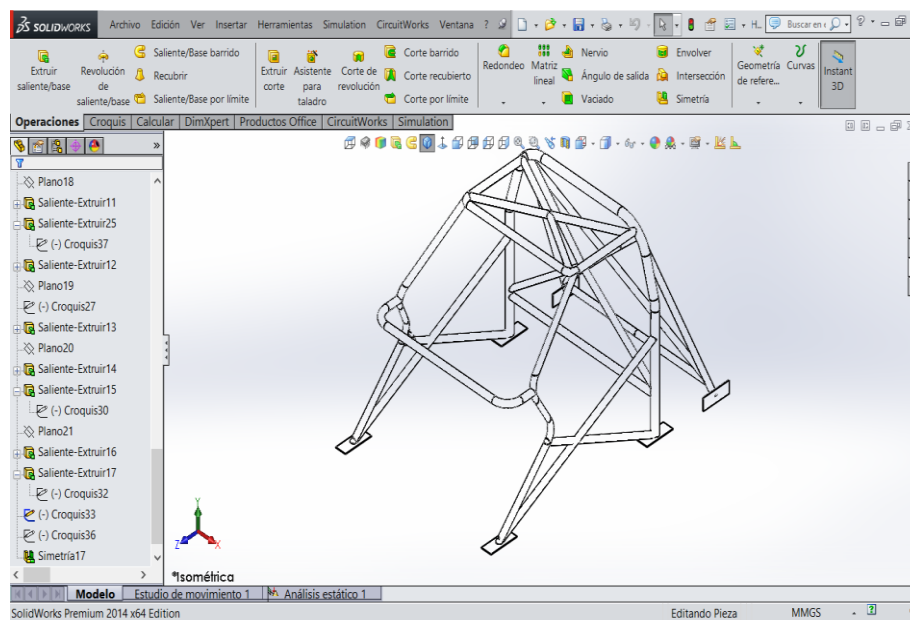 SOLIDWORKS Archivo Edición Ver Insertar Herramientas Simulation CircuitWorks Ventana ?
Extruir saliente/base
Revolución de saliente/base
Saliente/Base barrido
Recubrir
Saliente/Base por límite
Extruir corte
Asistente para taladro
Corte de revolución
Corte barrido
Corte recubierto
Corte por límite
Redondeo
Matriz lineal
Nervio
Ángulo de salida
Vaciado
Envolver
Intersección
Simetría
Geometría de refere...
Curvas
Instant 3D
Operaciones Croquis Calcular DimXpert Productos Office CircuitWorks Simulation
Plano18
Saliente-Extruir11
Saliente-Extruir25
(-) Croquis37
Saliente-Extruir12
Plano19
(-) Croquis27
Saliente-Extruir13
Plano20
Saliente-Extruir14
Saliente-Extruir15
(-) Croquis30
Plano21
Saliente-Extruir16
Saliente-Extruir17
(-) Croquis32
(-) Croquis33
(-) Croquis36
Simetría17
Y
Z
X
*Isométrica
Modelo Estudio de movimiento 1 Análisis estático 1
SolidWorks Premium 2014 x64 Edition Editando Pieza MMGS